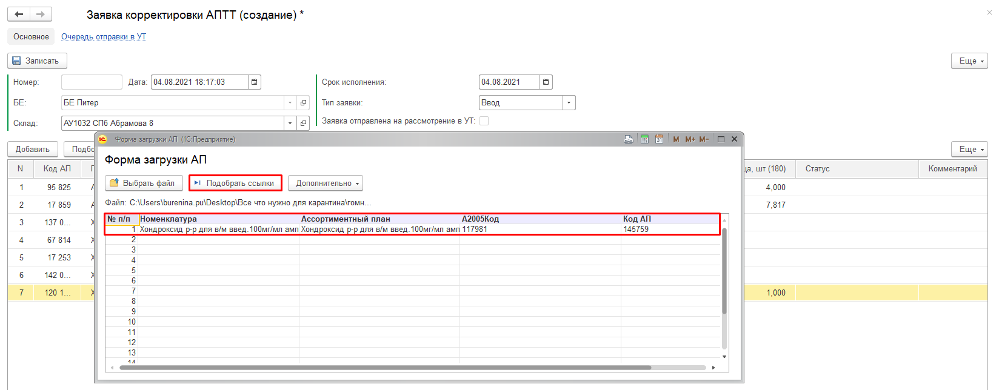 Заявка корректировки АПТТ (создание) *
Основное Очередь отправки в УТ
Записать Еще
Номер: Дата: 04.08.2021 18:17:03 Срок исполнения: 04.08.2021
БЕ: БЕ Питер Тип заявки: Ввод
Склад: АУ1032 СПб Абрамова 8 Заявка отправлена на рассмотрение в УТ:
Добавить Подбо Еще
N Код АП ца, шт (180) Статус Комментарий
1 95 825 4,000
2 17 859 7,817
3 137 0...
4 67 814
5 17 253
6 142 0...
7 120 1... 1,000
Форма загрузки АП (1С:Предприятие) 31 M M+ M-
Форма загрузки АП
Выбрать файл Подобрать ссылки Дополнительно
Файл: C:\Users\burenina.pu\Desktop\Все что нужно для карантина\гомн...
№ п/п Номенклатура Ассортиментный план А2005Код Код АП
1 Хондроксид р-р для в/м введ.100мг/мл амп Хондроксид р-р для в/м введ.100мг/мл амп 117981 145759
2
3
4
5
6
7
8
9
10
11
12
13
14